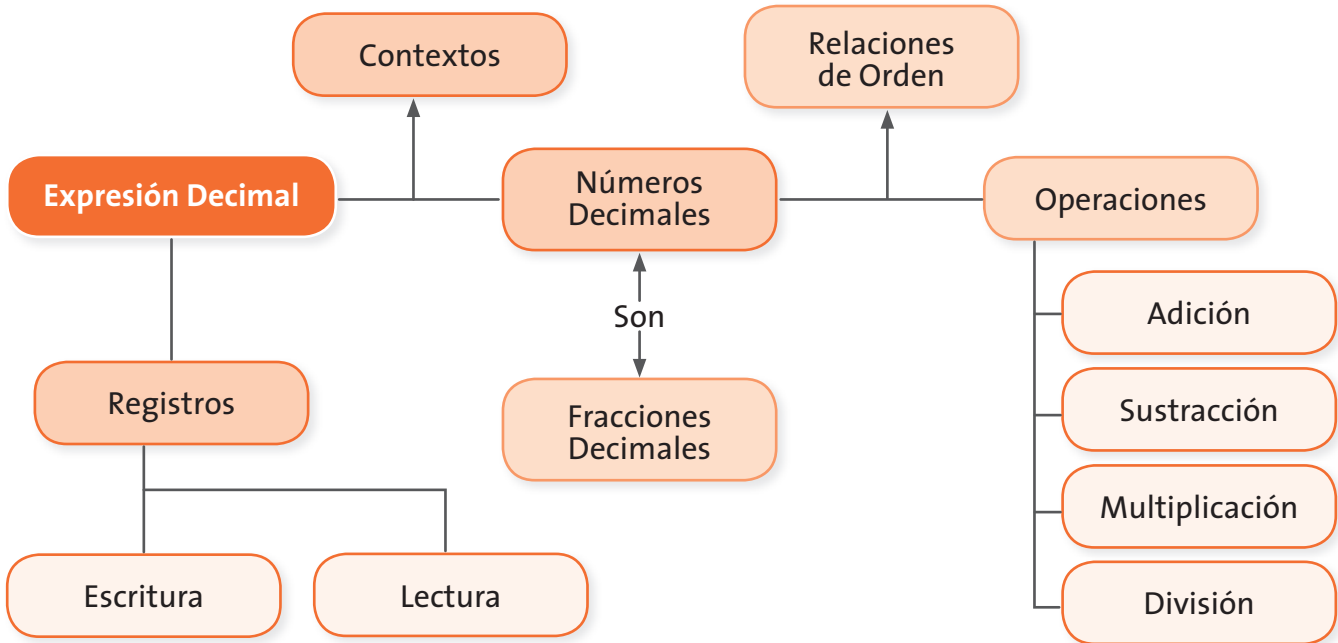 Contextos
Relaciones
de Orden
Expresión Decimal
Números
Decimales
Operaciones
Son
Adición
Registros
Fracciones
Decimales
Sustracción
Multiplicación
Escritura
Lectura
División